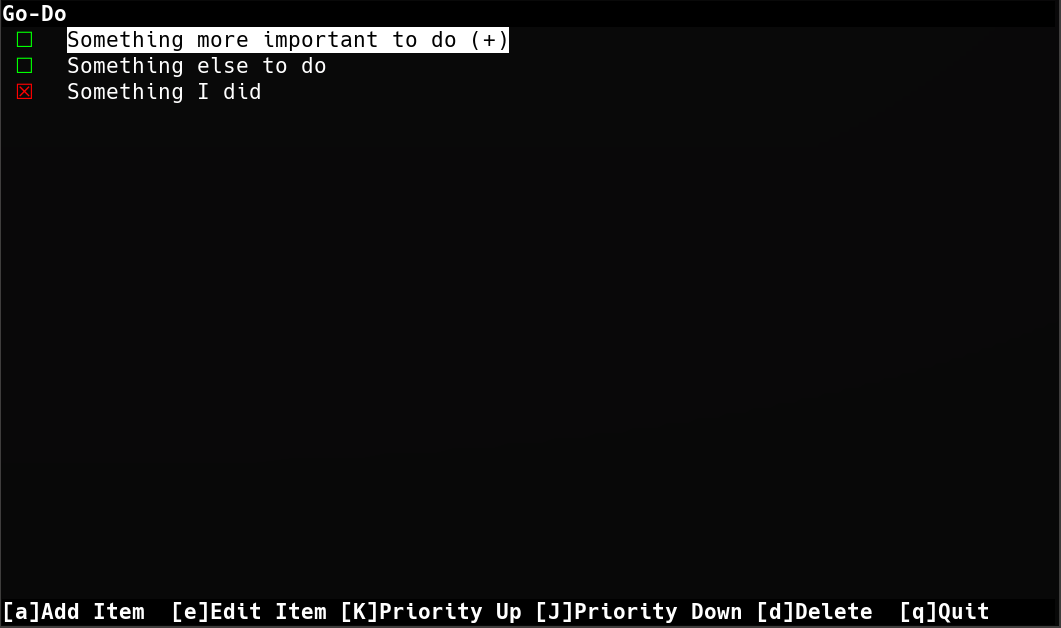 Go-Do
☐ Something more important to do (+)
☐ Something else to do
☒ Something I did
[a]Add Item  [e]Edit Item [K]Priority Up [J]Priority Down [d]Delete  [q]Quit